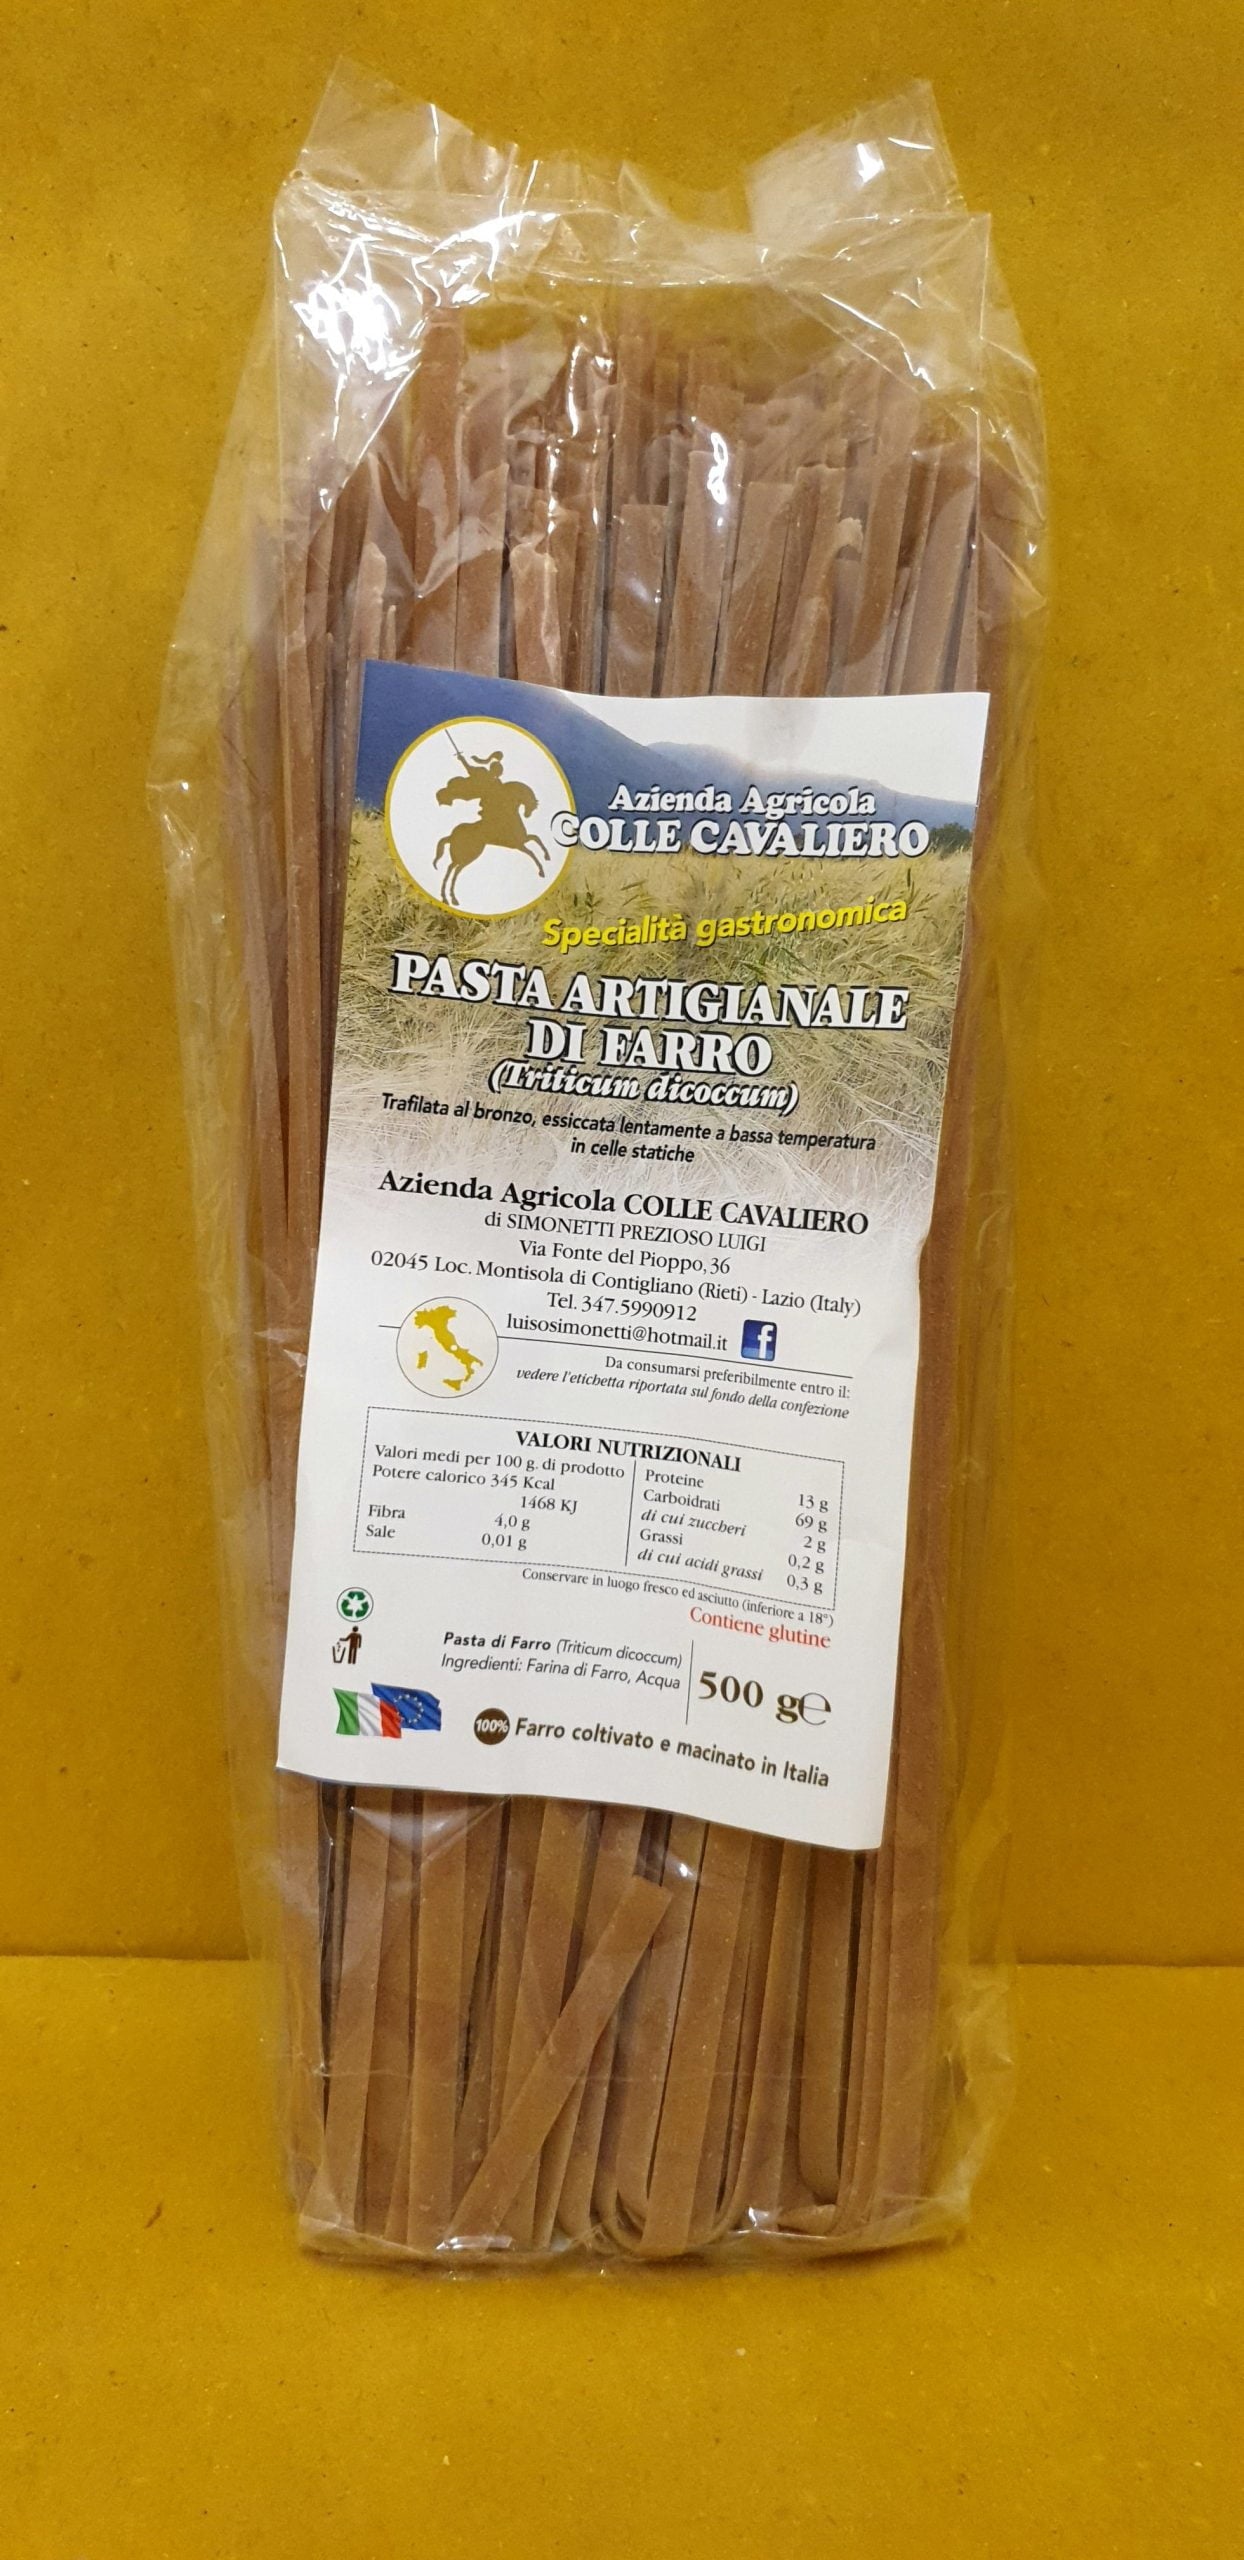 Azienda Agricola
COLLE CAVALIERO
Specialità gastronomica
PASTA ARTIGIANALE
DI FARRO
(Triticum dicoccum)
Trafilata al bronzo, essiccata lentamente a bassa temperatura
in celle statiche
Azienda Agricola COLLE CAVALIERO
di SIMONETTI PREZIOSO LUIGI
Via Fonte del Pioppo, 36
02045 Loc. Montisola di Contigliano (Rieti) - Lazio (Italy)
Tel. 347.5990912
luisosimonetti@hotmail.it
f
Da consumarsi preferibilmente entro il:
vedere l'etichetta riportata sul fondo della confezione
VALORI NUTRIZIONALI
Valori medi per 100 g. di prodotto
Potere calorico 345 Kcal
1468 KJ
Fibra 4,0 g
Sale 0,01 g
Proteine 13 g
Carboidrati 69 g
di cui zuccheri 2 g
Grassi 0,2 g
di cui acidi grassi 0,3 g
Conservare in luogo fresco ed asciutto (inferiore a 18°)
Contiene glutine
Pasta di Farro (Triticum dicoccum)
Ingredienti: Farina di Farro, Acqua
500 g℮
100% Farro coltivato e macinato in Italia